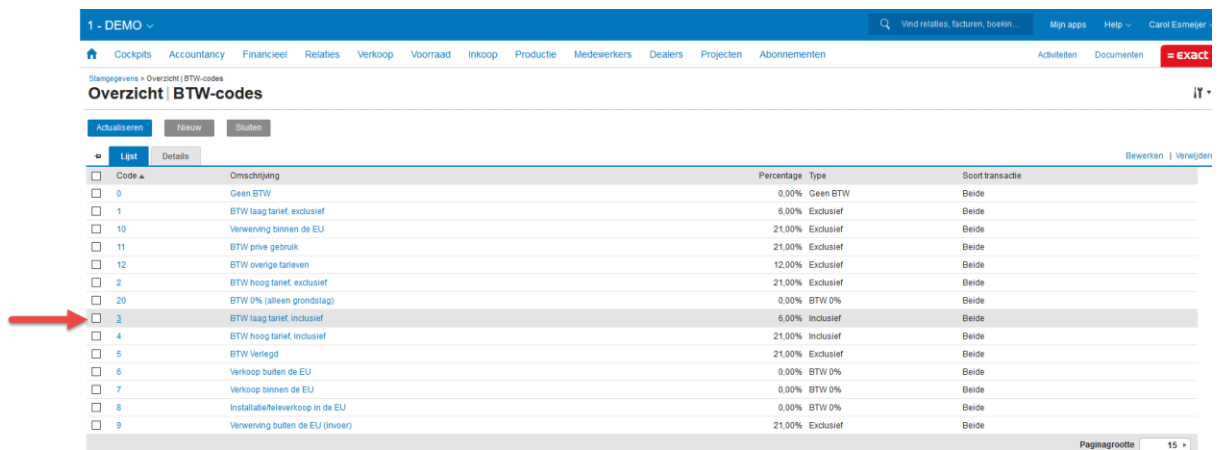 1 - DEMO
Vind relaties, facturen, boekin... Mijn apps Help Carol Esmeijer
Cockpits Accountancy Financieel Relaties Verkoop Voorraad Inkoop Productie Medewerkers Dealers Projecten Abonnementen Activiteiten Documenten = exact
Stamgegevens > Overzicht | BTW-codes
Overzicht | BTW-codes
Actualiseren Nieuw Sluiten
Lijst Details Bewerken | Verwijdere
Code Omschrijving Percentage Type Soort transactie
0 Geen BTW 0,00% Geen BTW Beide
1 BTW laag tarief, exclusief 6,00% Exclusief Beide
10 Verwerving binnen de EU 21,00% Exclusief Beide
11 BTW prive gebruik 21,00% Exclusief Beide
12 BTW overige tarieven 12,00% Exclusief Beide
2 BTW hoog tarief, exclusief 21,00% Exclusief Beide
20 BTW 0% (alleen grondslag) 0,00% BTW 0% Beide
3 BTW laag tarief, inclusief 6,00% Inclusief Beide
4 BTW hoog tarief, inclusief 21,00% Inclusief Beide
5 BTW Verlegd 21,00% Exclusief Beide
6 Verkoop buiten de EU 0,00% BTW 0% Beide
7 Verkoop binnen de EU 0,00% BTW 0% Beide
8 Installatie/televerkoop in de EU 0,00% BTW 0% Beide
9 Verwerving buiten de EU (invoer) 21,00% Exclusief Beide
Paginagrootte 15